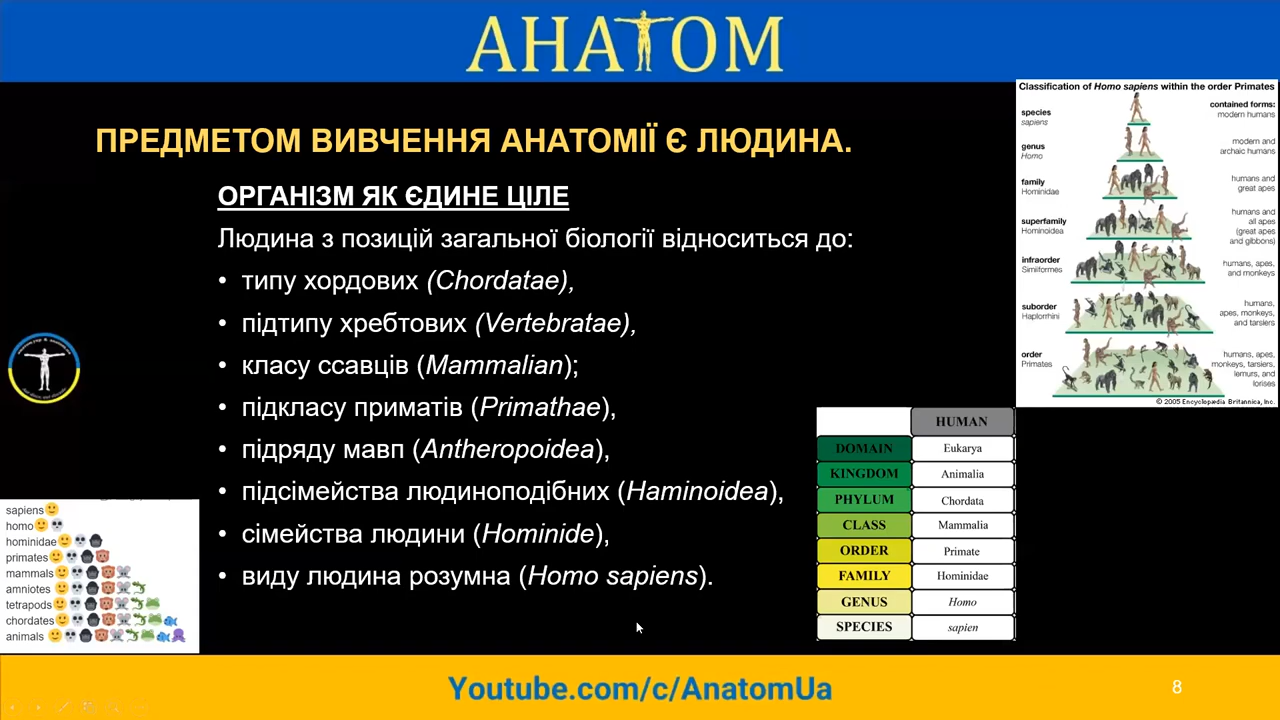 АНАТОМ
ПРЕДМЕТОМ ВИВЧЕННЯ АНАТОМІЇ Є ЛЮДИНА.
ОРГАНІЗМ ЯК ЄДИНЕ ЦІЛЕ
Людина з позицій загальної біології відноситься до:
• типу хордових (Chordatae),
• підтипу хребтових (Vertebratae),
• класу ссавців (Mammalian);
• підкласу приматів (Primathae),
• підряду мавп (Antheropoidea),
• підсімейства людиноподібних (Haminoidea),
• сімейства людини (Hominide),
• виду людина розумна (Homo sapiens).
Classification of Homo sapiens within the order Primates
contained forms:
species
sapiens
modern humans
genus
Homo
modern and
archaic humans
family
Hominidae
humans and
great apes
superfamily
Hominoidea
humans and
all apes
(great apes
and gibbons)
infraorder
Simiiformes
humans, apes,
and monkeys
suborder
Haplorrhini
humans,
apes, monkeys,
and tarsiers
order
Primates
humans, apes,
monkeys, tarsiers,
lemurs, and
lorises
© 2005 Encyclopædia Britannica, Inc.
HUMAN
DOMAIN Eukarya
KINGDOM Animalia
PHYLUM Chordata
CLASS Mammalia
ORDER Primate
FAMILY Hominidae
GENUS Homo
SPECIES sapien
sapiens
homo
hominidae
primates
mammals
amniotes
tetrapods
chordates
animals
Youtube.com/c/AnatomUa
8